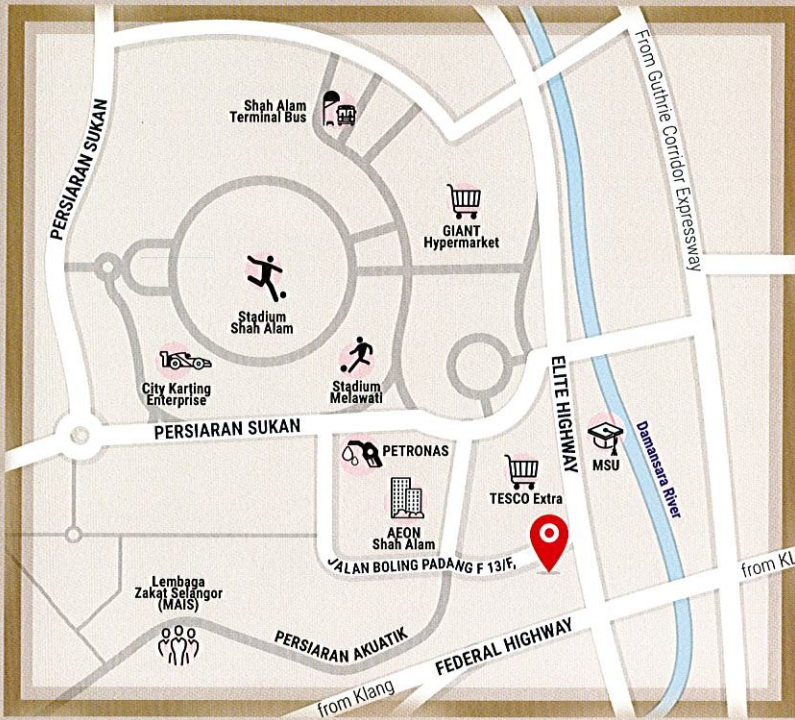 From Guthrie Corridor Expressway
PERSIARAN SUKAN
Shah Alam
Terminal Bus
GIANT
Hypermarket
Stadium
Shah Alam
City Karting
Enterprise
Stadium
Melawati
ELITE HIGHWAY
PERSIARAN SUKAN
PETRONAS
MSU
Damansara River
TESCO Extra
AEON
Shah Alam
JALAN BOLING PADANG F 13/F,
from KL
Lembaga
Zakat Selangor
(MAIS)
PERSIARAN AKUATIK
FEDERAL HIGHWAY
from Klang